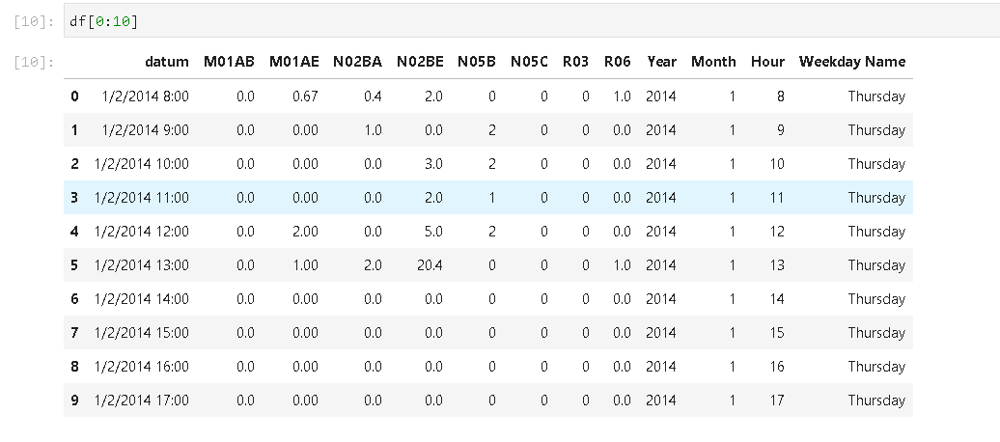 [10]: df[0:10]
[10]: datum M01AB M01AE N02BA N02BE N05B N05C R03 R06 Year Month Hour Weekday Name
0 1/2/2014 8:00 0.0 0.67 0.4 2.0 0 0 0 1.0 2014 1 8 Thursday
1 1/2/2014 9:00 0.0 0.00 1.0 0.0 2 0 0 0.0 2014 1 9 Thursday
2 1/2/2014 10:00 0.0 0.00 0.0 3.0 2 0 0 0.0 2014 1 10 Thursday
3 1/2/2014 11:00 0.0 0.00 0.0 2.0 1 0 0 0.0 2014 1 11 Thursday
4 1/2/2014 12:00 0.0 2.00 0.0 5.0 2 0 0 0.0 2014 1 12 Thursday
5 1/2/2014 13:00 0.0 1.00 2.0 20.4 0 0 0 1.0 2014 1 13 Thursday
6 1/2/2014 14:00 0.0 0.00 0.0 0.0 0 0 0 0.0 2014 1 14 Thursday
7 1/2/2014 15:00 0.0 0.00 0.0 0.0 0 0 0 0.0 2014 1 15 Thursday
8 1/2/2014 16:00 0.0 0.00 0.0 0.0 0 0 0 0.0 2014 1 16 Thursday
9 1/2/2014 17:00 0.0 0.00 0.0 0.0 0 0 0 0.0 2014 1 17 Thursday